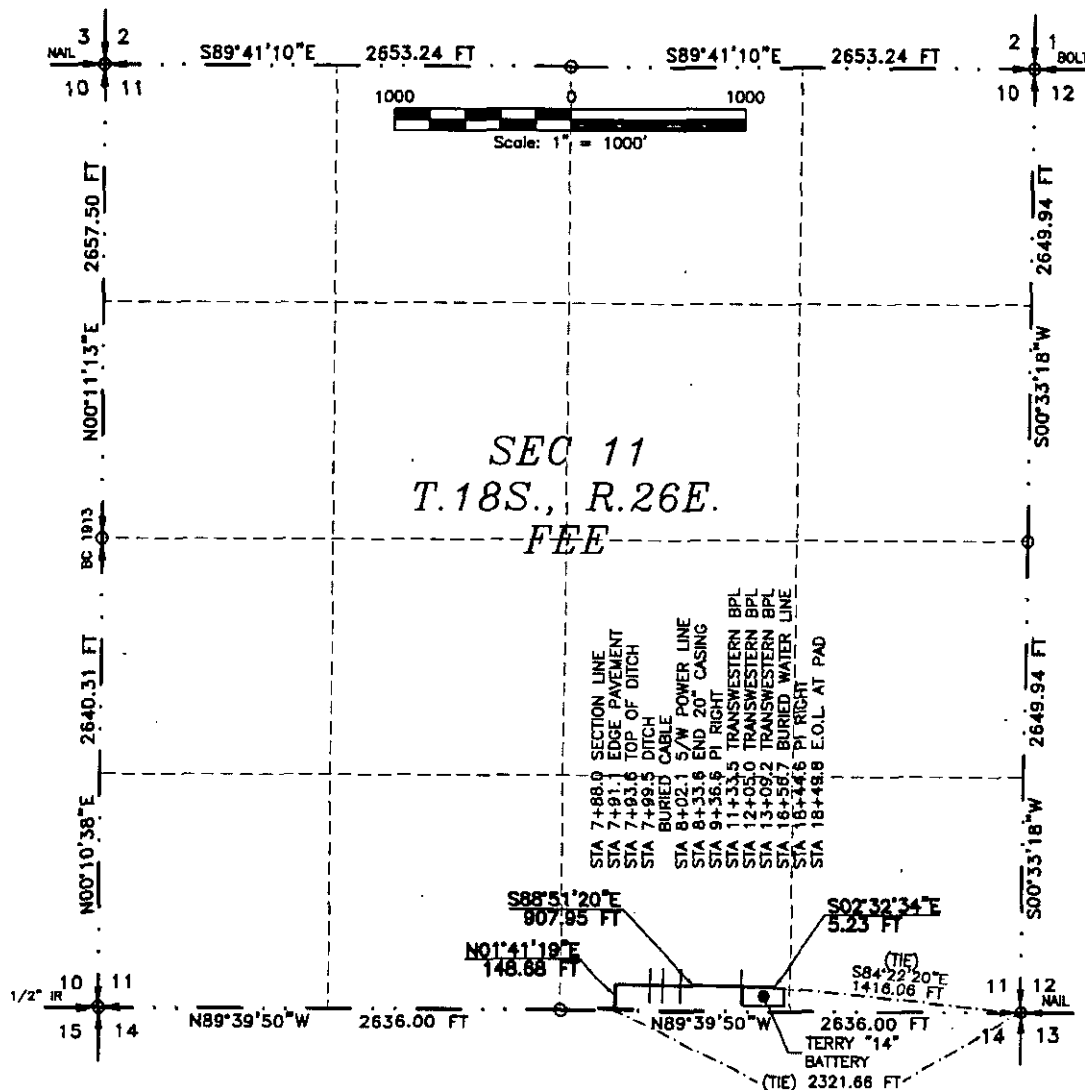 3 2
NAIL
10 11
S89°41'10"E 2653.24 FT
S89°41'10"E 2653.24 FT
2 1
BOLT
10 12
1000 0 1000
Scale: 1" = 1000'
2657.50 FT
N00°11'13"E
BC 1913
2640.31 FT
N00°10'38"E
2649.94 FT
S00°33'18"W
2649.94 FT
S00°33'18"W
SEC 11
T.18S., R.26E.
FEE
STA 7+88.0 SECTION LINE
STA 7+91.1 EDGE PAVEMENT
STA 7+93.6 TOP OF DITCH
STA 7+99.5 DITCH
BURIED CABLE
STA 8+02.1 5/W POWER LINE
STA 8+33.6 END 20" CASING
STA 9+36.6 PI RIGHT
STA 11+33.5 TRANSWESTERN BPL
STA 12+05.0 TRANSWESTERN BPL
STA 13+09.2 TRANSWESTERN BPL
STA 16+56.7 BURIED WATER LINE
STA 18+44.6 PI RIGHT
STA 18+49.8 E.O.L. AT PAD
S88°51'20"E
907.95 FT
S02°32'34"E
5.23 FT
N01°41'19"E
148.68 FT
(TIE)
S84°22'20"E
1416.06 FT
10 11
1/2" IR
15 14
N89°39'50"W 2636.00 FT
N89°39'50"W 2636.00 FT
11 12
NAIL
14 13
TERRY "14"
BATTERY
(TIE) 2321.66 FT